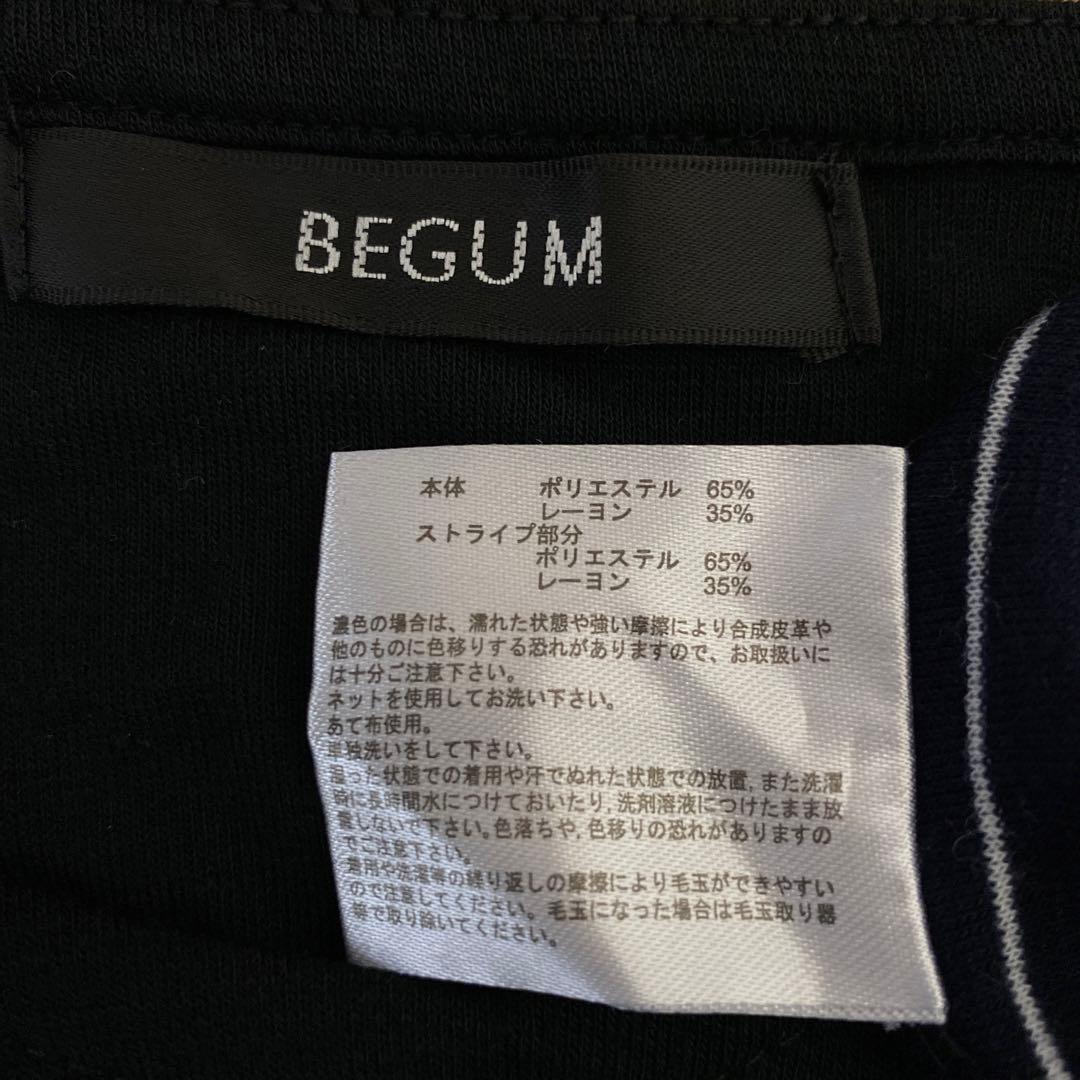 BEGUM
本体 ポリエステル 65%
レーヨン 35%
ストライプ部分
ポリエステル 65%
レーヨン 35%
濃色の場合は、濡れた状態や強い摩擦により合成皮革や
他のものに色移りする恐れがありますので、お取扱いに
は十分ご注意下さい。
ネットを使用してお洗い下さい。
あて布使用。
単独洗いをして下さい。
湿った状態での着用や汗でぬれた状態での放置,また洗濯
時に長時間水につけておいたり,洗剤溶液につけたまま放
置しないで下さい。色落ちや,色移りの恐れがありますの
でご注意下さい。
着用や洗濯等の繰り返しの摩擦により毛玉ができやすい
ので注意してください。毛玉になった場合は毛玉取り器
等で取り除いてください。